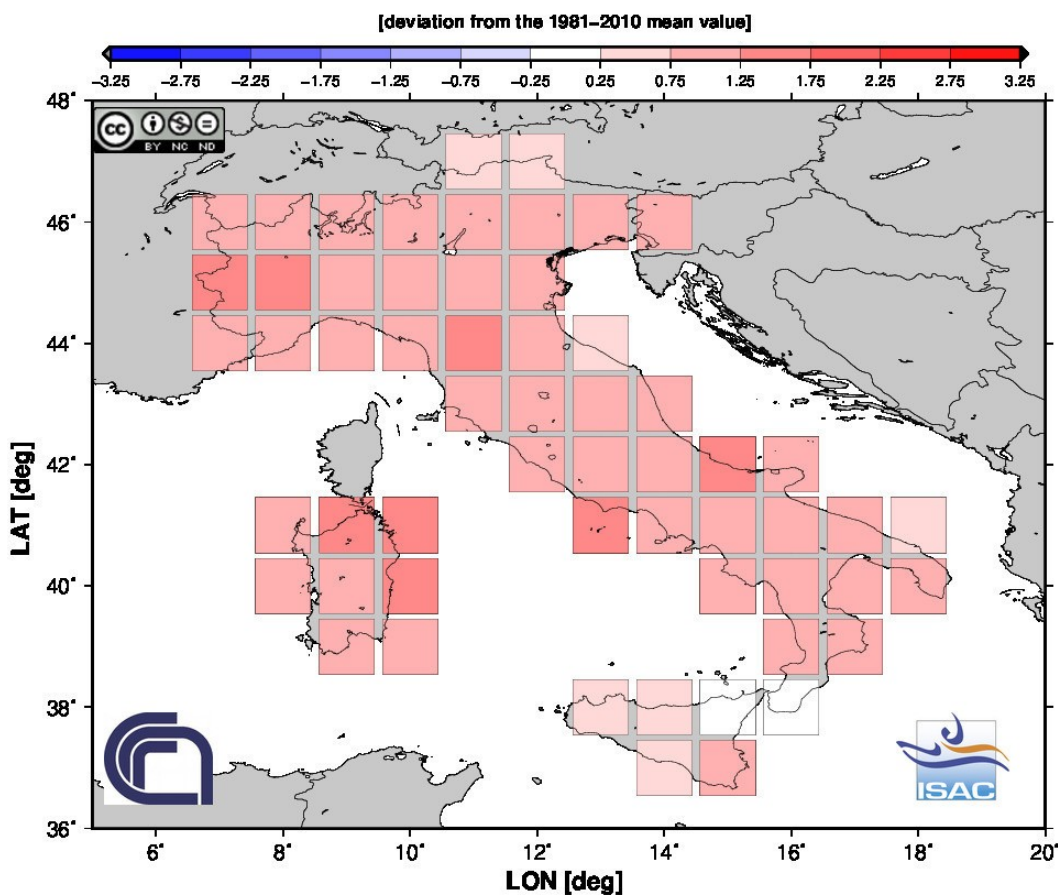 [deviation from the 1981–2010 mean value]
−3.25 −2.75 −2.25 −1.75 −1.25 −0.75 −0.25 0.25 0.75 1.25 1.75 2.25 2.75 3.25
48°
cc BY NC ND
46°
44°
42°
LAT [deg]
40°
38°
ISAC
36°
6° 8° 10° 12° 14° 16° 18° 20°
LON [deg]